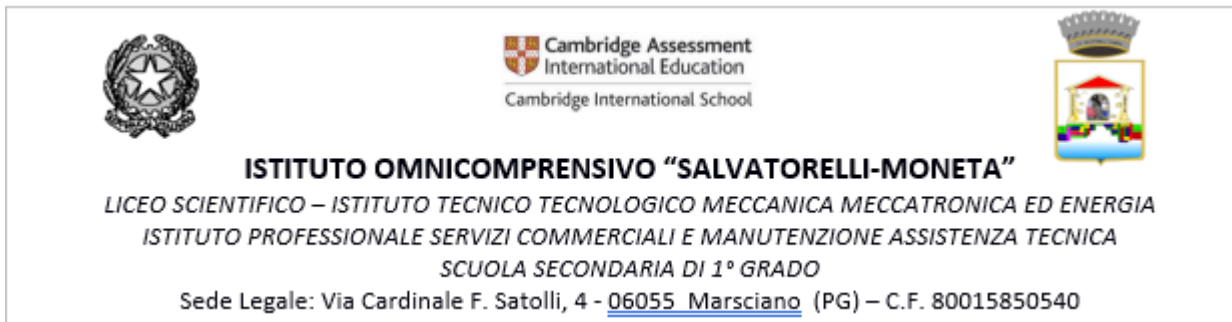 Cambridge Assessment
International Education
Cambridge International School
ISTITUTO OMNICOMPRENSIVO “SALVATORELLI-MONETA”
LICEO SCIENTIFICO – ISTITUTO TECNICO TECNOLOGICO MECCANICA MECCATRONICA ED ENERGIA
ISTITUTO PROFESSIONALE SERVIZI COMMERCIALI E MANUTENZIONE ASSISTENZA TECNICA
SCUOLA SECONDARIA DI 1° GRADO
Sede Legale: Via Cardinale F. Satolli, 4 - 06055 Marsciano (PG) – C.F. 80015850540